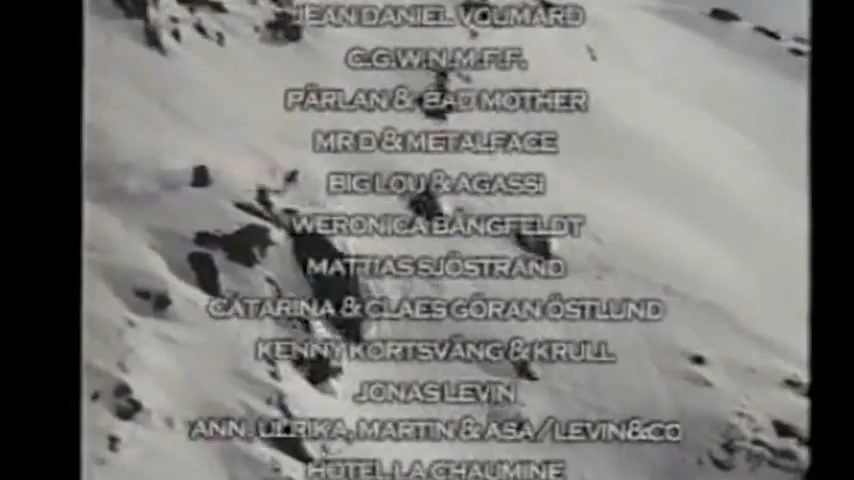 JEAN DANIEL VOUMARD
C.G.W.N.M.F.F.
PÄRLAN & BAD MOTHER
MR D & METALFACE
BIG LOU & AGASSI
WERONICA BÅNGFELDT
MATTIAS SJÖSTRAND
CATARINA & CLAES GÖRAN ÖSTLUND
KENNY KORTSVÄNG & KRULL
JONAS LEVIN
ANN, ULRIKA, MARTIN & ÅSA/LEVIN&CO
HOTEL LA CHAUMINE